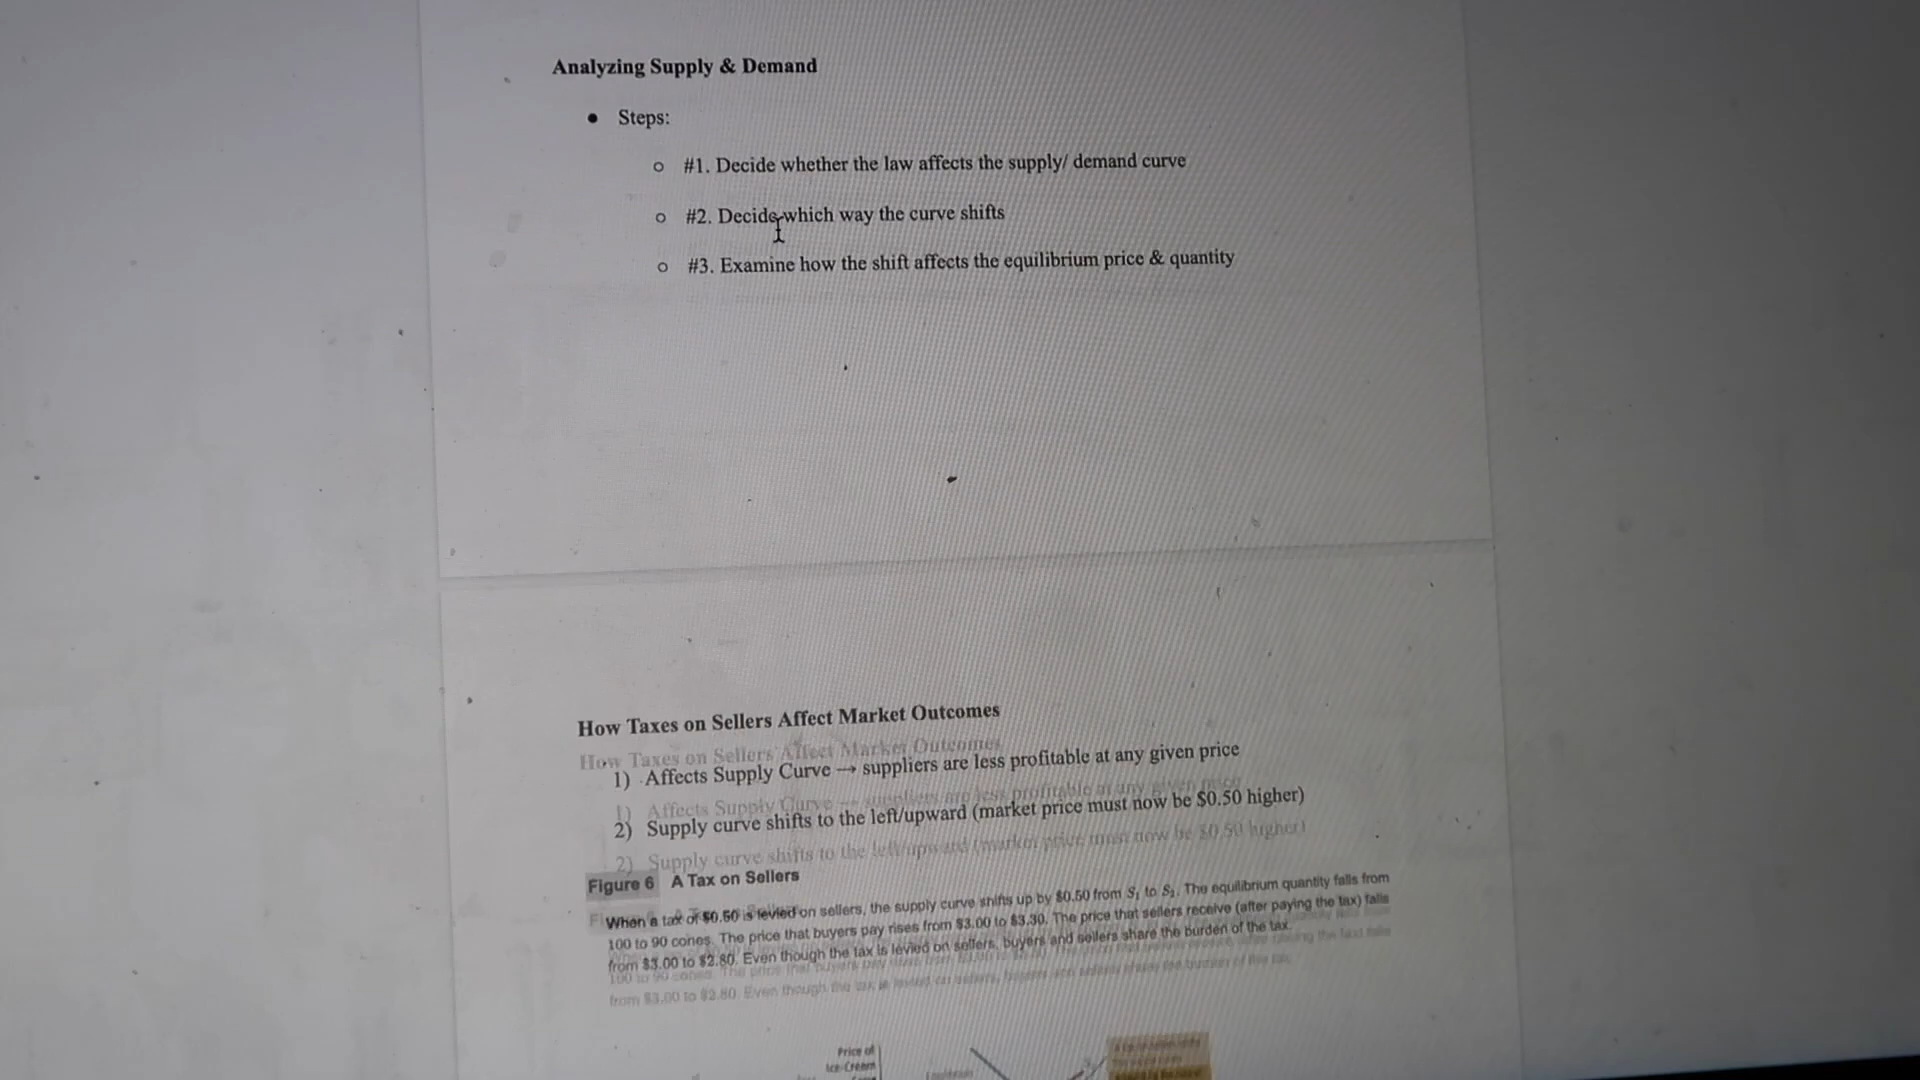 Analyzing Supply & Demand
● Steps:
○ #1. Decide whether the law affects the supply/ demand curve
○ #2. Decide which way the curve shifts
○ #3. Examine how the shift affects the equilibrium price & quantity
How Taxes on Sellers Affect Market Outcomes
1) Affects Supply Curve → suppliers are less profitable at any given price
2) Supply curve shifts to the left/upward (market price must now be $0.50 higher)
Figure 6 A Tax on Sellers
When a tax of $0.50 is levied on sellers, the supply curve shifts up by $0.50 from S₁ to S₂. The equilibrium quantity falls from
100 to 90 cones. The price that buyers pay rises from $3.00 to $3.30. The price that sellers receive (after paying the tax) falls
from $3.00 to $2.80. Even though the tax is levied on sellers, buyers and sellers share the burden of the tax.
Price of
Ice-Cream